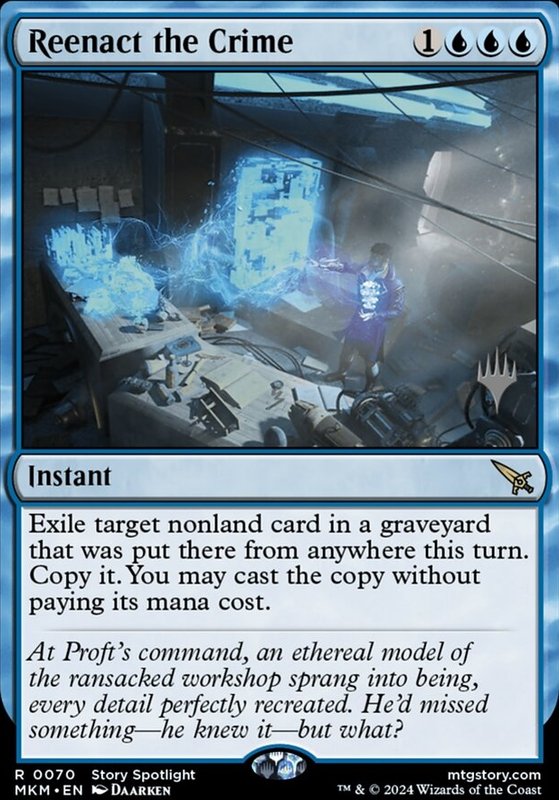 Reenact the Crime 1
Instant
Exile target nonland card in a graveyard
that was put there from anywhere this turn.
Copy it. You may cast the copy without
paying its mana cost.
At Proft's command, an ethereal model of
the ransacked workshop sprang into being,
every detail perfectly recreated. He'd missed
something—he knew it—but what?
R 0070 Story Spotlight mtgstory.com
MKM • EN Daarken ™ & © 2024 Wizards of the Coast